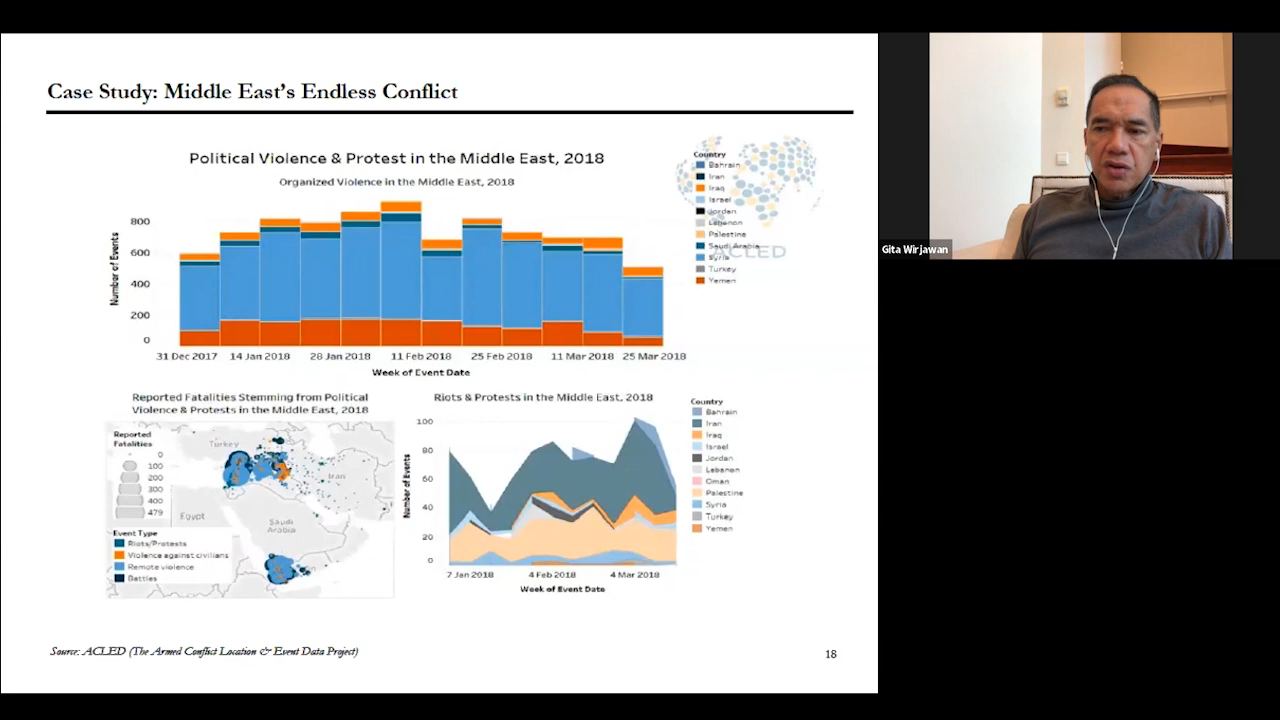 Case Study: Middle East's Endless Conflict
Political Violence & Protest in the Middle East, 2018
Organized Violence in the Middle East, 2018
Number of Events
800
600
400
200
0
31 Dec 2017
14 Jan 2018
28 Jan 2018
11 Feb 2018
25 Feb 2018
11 Mar 2018
25 Mar 2018
Week of Event Date
Country
Bahrain
Iran
Iraq
Israel
Jordan
Lebanon
Palestine
Saudi Arabia
Syria
Turkey
Yemen
ACLED
Gita Wirjawan
Reported Fatalities Stemming from Political
Violence & Protests in the Middle East, 2018
Reported
Fatalities
0
100
200
300
400
479
Turkey
Iran
Egypt
Saudi
Arabia
Event Type
Riots/Protests
Violence against civilians
Remote violence
Battles
Riots & Protests in the Middle East, 2018
Number of Events
100
80
60
40
20
0
7 Jan 2018
4 Feb 2018
4 Mar 2018
Week of Event Date
Country
Bahrain
Iran
Iraq
Israel
Jordan
Lebanon
Oman
Palestine
Syria
Turkey
Yemen
Source: ACLED (The Armed Conflict Location & Event Data Project)
18